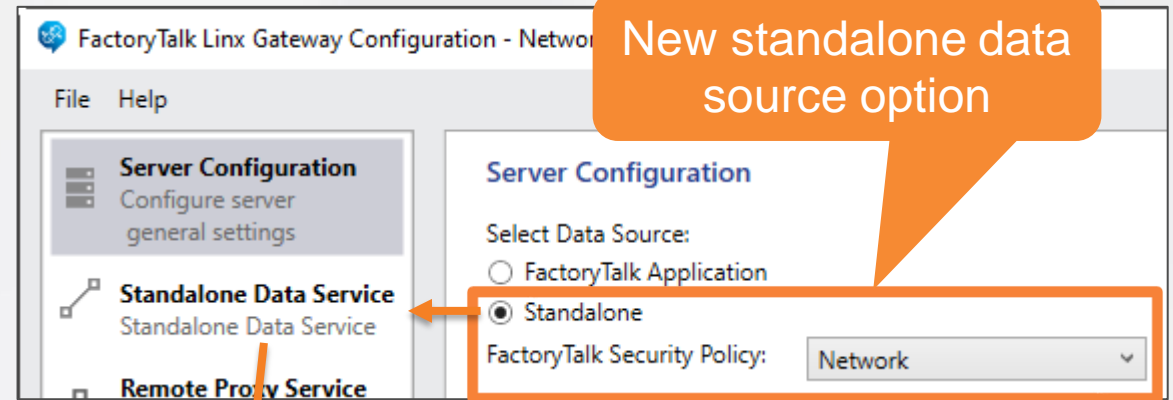 FactoryTalk Linx Gateway Configuration - Networ
New standalone data
source option
File Help
Server Configuration
Configure server
general settings
Standalone Data Service
Standalone Data Service
Remote Proxy Service
Server Configuration
Select Data Source:
FactoryTalk Application
Standalone
FactoryTalk Security Policy: Network